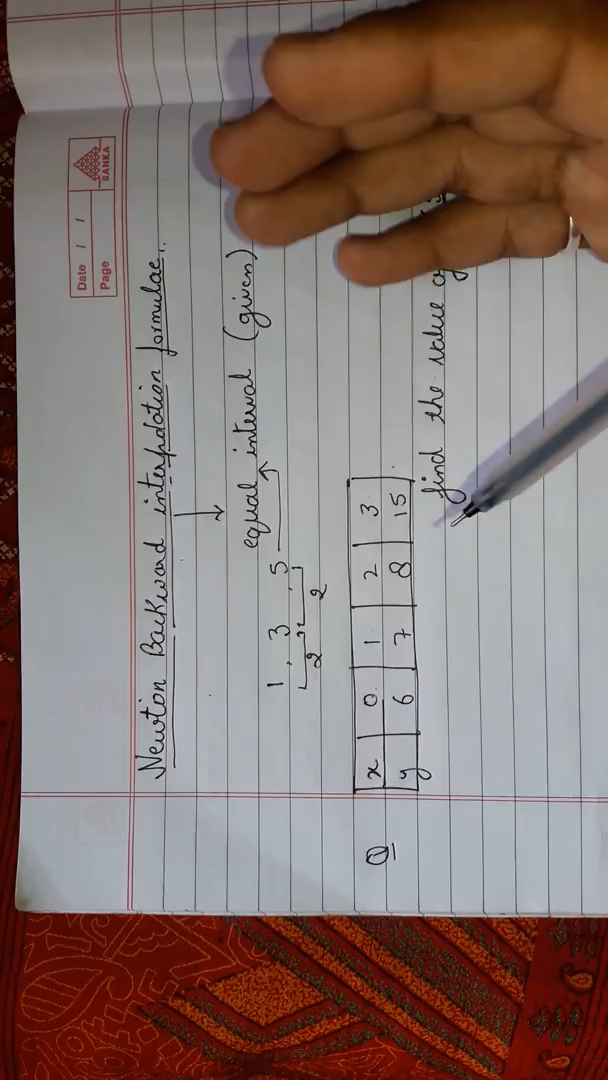 Date / /
Page
RANKA
Newton Backward interpolation formulae.
↓
equal interval (given)
1, 3, 5
2 2
Q
x 0 1 2 3
y 6 7 8 15
find the value